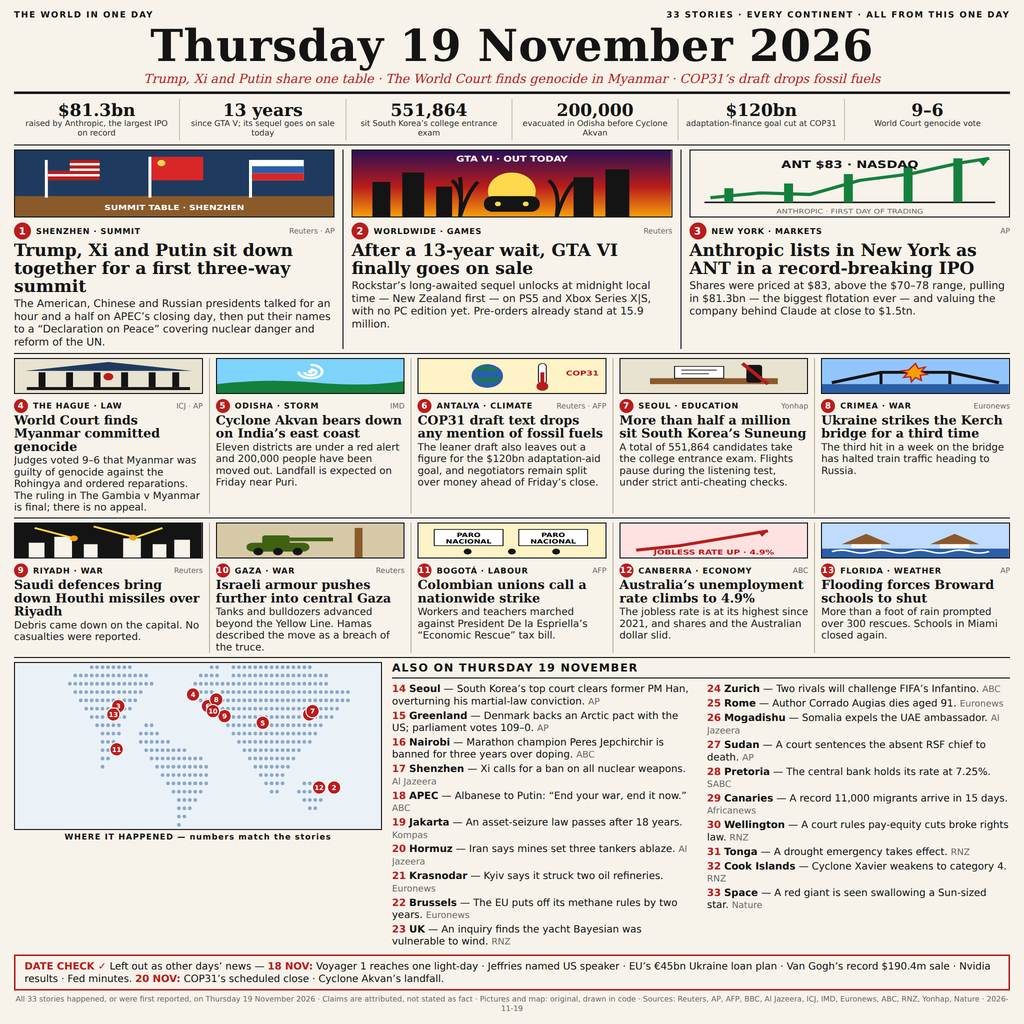 THE WORLD IN ONE DAY
33 STORIES · EVERY CONTINENT · ALL FROM THIS ONE DAY
Thursday 19 November 2026
Trump, Xi and Putin share one table · The World Court finds genocide in Myanmar · COP31’s draft drops fossil fuels
$81.3bn
raised by Anthropic, the largest IPO
on record
13 years
since GTA V; its sequel goes on sale
today
551,864
sit South Korea’s college entrance
exam
200,000
evacuated in Odisha before Cyclone
Akvan
$120bn
adaptation-finance goal cut at COP31
9–6
World Court genocide vote
SUMMIT TABLE · SHENZHEN
1 SHENZHEN · SUMMIT
Reuters · AP
Trump, Xi and Putin sit down
together for a first three-way
summit
The American, Chinese and Russian presidents talked for an
hour and a half on APEC’s closing day, then put their names
to a “Declaration on Peace” covering nuclear danger and
reform of the UN.
GTA VI · OUT TODAY
2 WORLDWIDE · GAMES
Reuters
After a 13-year wait, GTA VI
finally goes on sale
Rockstar’s long-awaited sequel unlocks at midnight local
time — New Zealand first — on PS5 and Xbox Series X|S,
with no PC edition yet. Pre-orders already stand at 15.9
million.
ANT $83 · NASDAQ
ANTHROPIC · FIRST DAY OF TRADING
3 NEW YORK · MARKETS
AP
Anthropic lists in New York as
ANT in a record-breaking IPO
Shares were priced at $83, above the $70–78 range, pulling
in $81.3bn — the biggest flotation ever — and valuing the
company behind Claude at close to $1.5tn.
4 THE HAGUE · LAW
ICJ · AP
World Court finds
Myanmar committed
genocide
Judges voted 9–6 that Myanmar was
guilty of genocide against the
Rohingya and ordered reparations.
The ruling in The Gambia v Myanmar
is final; there is no appeal.
5 ODISHA · STORM
IMD
Cyclone Akvan bears down
on India’s east coast
Eleven districts are under a red alert
and 200,000 people have been
moved out. Landfall is expected on
Friday near Puri.
COP31
6 ANTALYA · CLIMATE
Reuters · AFP
COP31 draft text drops
any mention of fossil fuels
The leaner draft also leaves out a
figure for the $120bn adaptation-aid
goal, and negotiators remain split
over money ahead of Friday’s close.
7 SEOUL · EDUCATION
Yonhap
More than half a million
sit South Korea’s Suneung
A total of 551,864 candidates take
the college entrance exam. Flights
pause during the listening test,
under strict anti-cheating checks.
8 CRIMEA · WAR
Euronews
Ukraine strikes the Kerch
bridge for a third time
The third hit in a week on the bridge
has halted train traffic heading to
Russia.
9 RIYADH · WAR
Reuters
Saudi defences bring
down Houthi missiles over
Riyadh
Debris came down on the capital. No
casualties were reported.
10 GAZA · WAR
Reuters
Israeli armour pushes
further into central Gaza
Tanks and bulldozers advanced
beyond the Yellow Line. Hamas
described the move as a breach of
the truce.
PARO
NACIONAL
PARO
NACIONAL
11 BOGOTÁ · LABOUR
AFP
Colombian unions call a
nationwide strike
Workers and teachers marched
against President De la Espriella’s
“Economic Rescue” tax bill.
JOBLESS RATE UP · 4.9%
12 CANBERRA · ECONOMY
ABC
Australia’s unemployment
rate climbs to 4.9%
The jobless rate is at its highest since
2021, and shares and the Australian
dollar slid.
13 FLORIDA · WEATHER
AP
Flooding forces Broward
schools to shut
More than a foot of rain prompted
over 300 rescues. Schools in Miami
closed again.
4
8
10
9
5
7
13
11
12
2
WHERE IT HAPPENED — numbers match the stories
ALSO ON THURSDAY 19 NOVEMBER
14 Seoul — South Korea’s top court clears former PM Han,
overturning his martial-law conviction. AP
15 Greenland — Denmark backs an Arctic pact with the
US; parliament votes 109–0. AP
16 Nairobi — Marathon champion Peres Jepchirchir is
banned for three years over doping. ABC
17 Shenzhen — Xi calls for a ban on all nuclear weapons.
Al Jazeera
18 APEC — Albanese to Putin: “End your war, end it now.”
ABC
19 Jakarta — An asset-seizure law passes after 18 years.
Kompas
20 Hormuz — Iran says mines set three tankers ablaze. Al
Jazeera
21 Krasnodar — Kyiv says it struck two oil refineries.
Euronews
22 Brussels — The EU puts off its methane rules by two
years. Euronews
23 UK — An inquiry finds the yacht Bayesian was
vulnerable to wind. RNZ
24 Zurich — Two rivals will challenge FIFA’s Infantino. ABC
25 Rome — Author Corrado Augias dies aged 91. Euronews
26 Mogadishu — Somalia expels the UAE ambassador. Al
Jazeera
27 Sudan — A court sentences the absent RSF chief to
death. AP
28 Pretoria — The central bank holds its rate at 7.25%.
SABC
29 Canaries — A record 11,000 migrants arrive in 15 days.
Africanews
30 Wellington — A court rules pay-equity cuts broke rights
law. RNZ
31 Tonga — A drought emergency takes effect. RNZ
32 Cook Islands — Cyclone Xavier weakens to category 4.
RNZ
33 Space — A red giant is seen swallowing a Sun-sized
star. Nature
DATE CHECK ✓ Left out as other days’ news — 18 NOV: Voyager 1 reaches one light-day · Jeffries named US speaker · EU’s €45bn Ukraine loan plan · Van Gogh’s record $190.4m sale · Nvidia
results · Fed minutes. 20 NOV: COP31’s scheduled close · Cyclone Akvan’s landfall.
All 33 stories happened, or were first reported, on Thursday 19 November 2026 · Claims are attributed, not stated as fact · Pictures and map: original, drawn in code · Sources: Reuters, AP, AFP, BBC, Al Jazeera, ICJ, IMD, Euronews, ABC, RNZ, Yonhap, Nature · 2026-
11-19